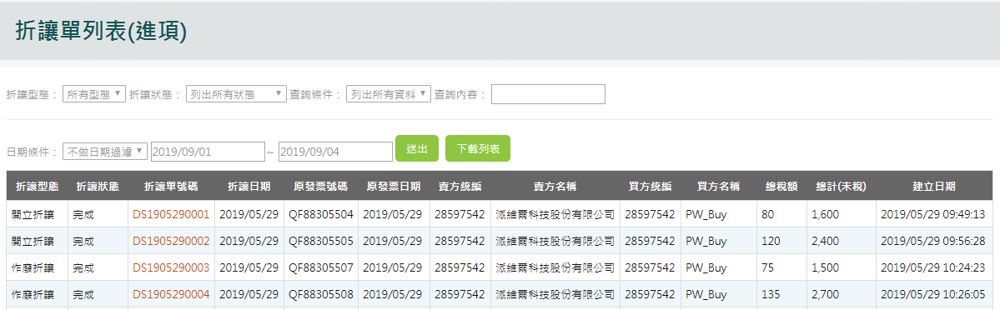 折讓單列表(進項)
折讓型態： 所有型態 折讓狀態： 列出所有狀態 查詢條件： 列出所有資料 查詢內容：
日期條件： 不做日期過濾 2019/09/01 ~ 2019/09/04 送出 下載列表
折讓型態 折讓狀態 折讓單號碼 折讓日期 原發票號碼 原發票日期 賣方統編 賣方名稱 買方統編 買方名稱 總稅額 總計(未稅) 建立日期
開立折讓 完成 DS1905290001 2019/05/29 QF88305504 2019/05/29 28597542 派維爾科技股份有限公司 28597542 PW_Buy 80 1,600 2019/05/29 09:49:13
開立折讓 完成 DS1905290002 2019/05/29 QF88305505 2019/05/29 28597542 派維爾科技股份有限公司 28597542 PW_Buy 120 2,400 2019/05/29 09:56:28
作廢折讓 完成 DS1905290003 2019/05/29 QF88305507 2019/05/29 28597542 派維爾科技股份有限公司 28597542 PW_Buy 75 1,500 2019/05/29 10:24:23
作廢折讓 完成 DS1905290004 2019/05/29 QF88305508 2019/05/29 28597542 派維爾科技股份有限公司 28597542 PW_Buy 135 2,700 2019/05/29 10:26:05